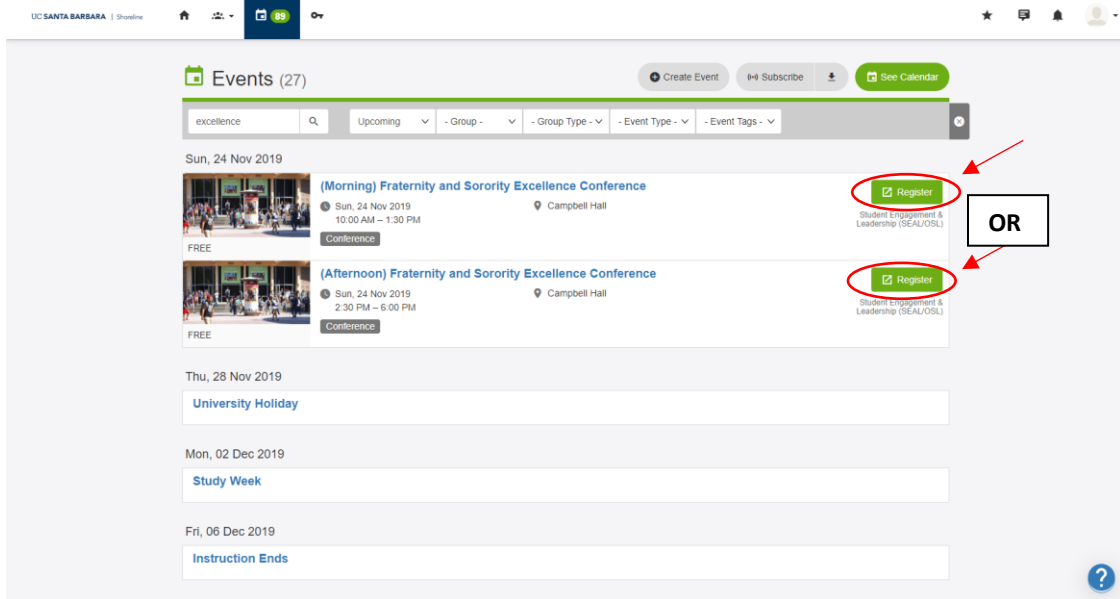 UC SANTA BARBARA | Shoreline
89
Events (27)
Create Event
Subscribe
See Calendar
excellence
Upcoming
- Group -
- Group Type -
- Event Type -
- Event Tags -
Sun, 24 Nov 2019
(Morning) Fraternity and Sorority Excellence Conference
Register
Sun, 24 Nov 2019
Campbell Hall
10:00 AM – 1:30 PM
Student Engagement &
Leadership (SEAL/OSL)
Conference
FREE
OR
(Afternoon) Fraternity and Sorority Excellence Conference
Register
Sun, 24 Nov 2019
Campbell Hall
2:30 PM – 6:00 PM
Student Engagement &
Leadership (SEAL/OSL)
Conference
FREE
Thu, 28 Nov 2019
University Holiday
Mon, 02 Dec 2019
Study Week
Fri, 06 Dec 2019
Instruction Ends
?